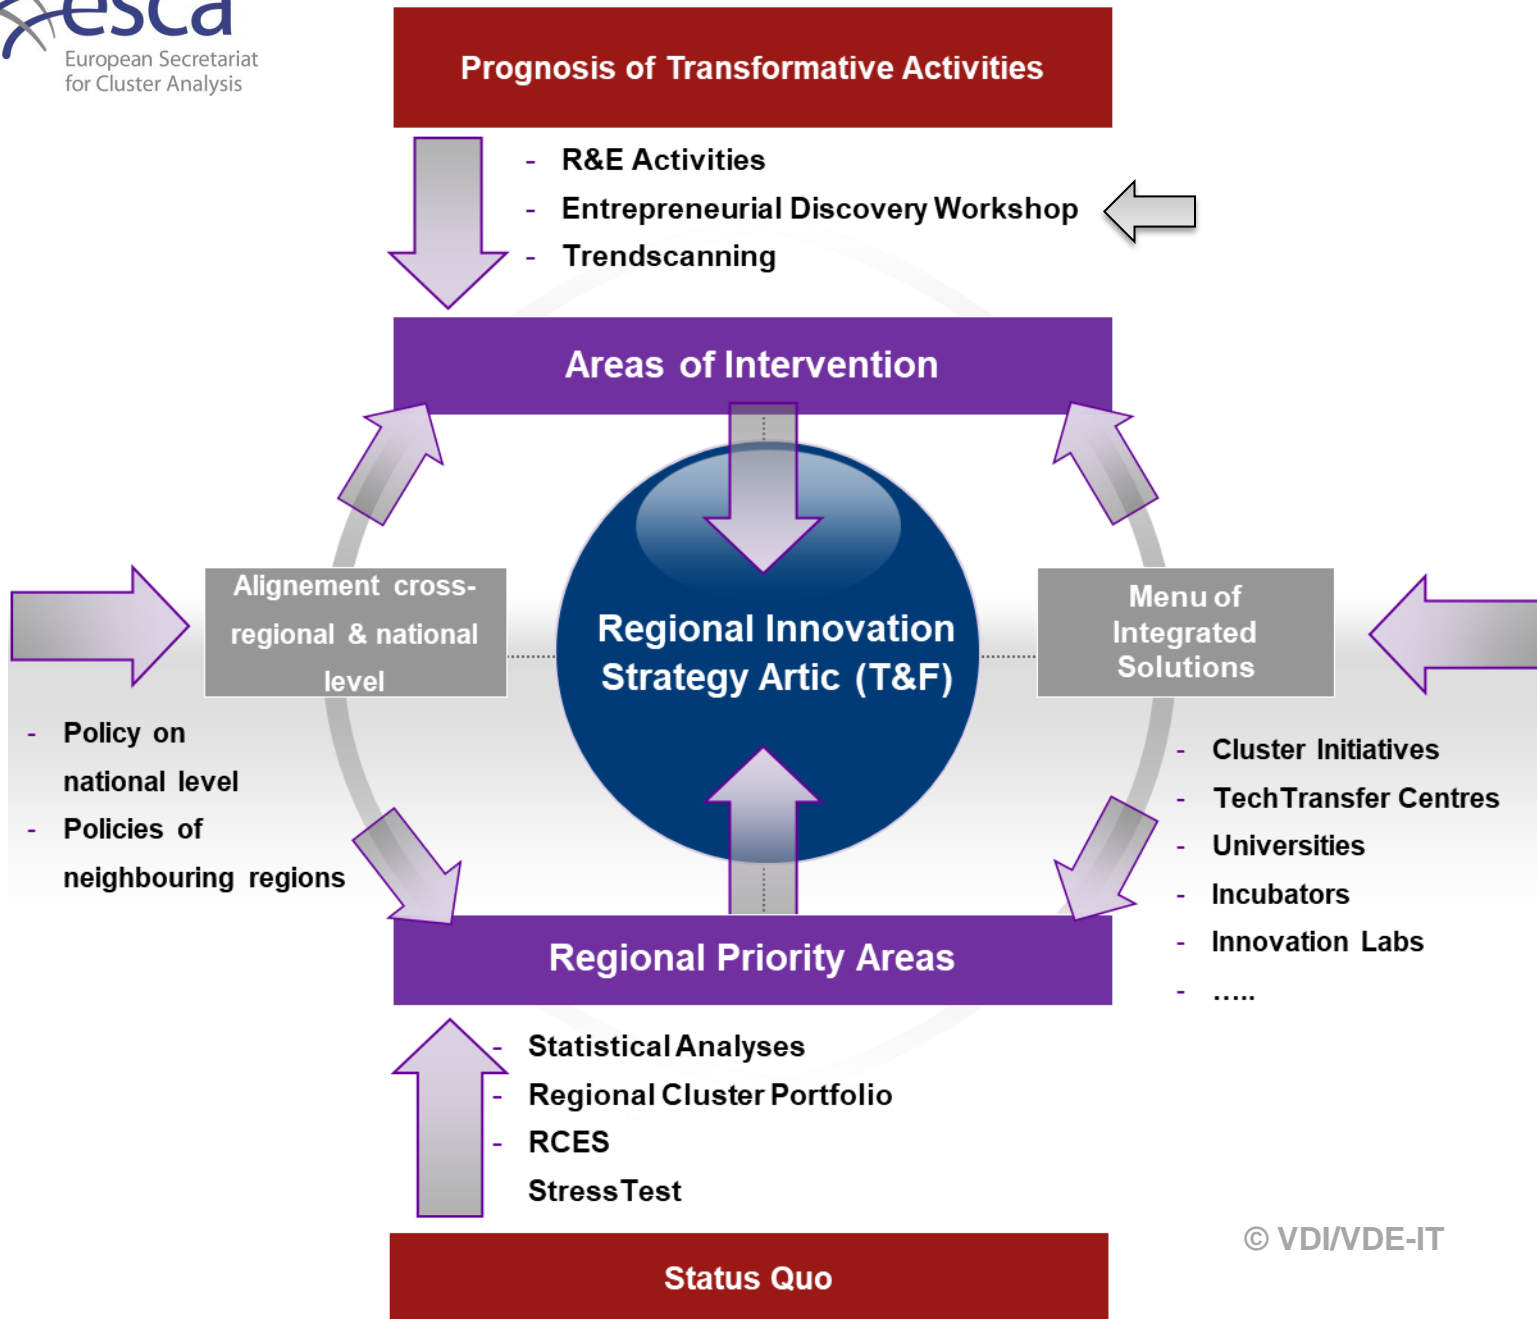 esca
European Secretariat
for Cluster Analysis
Prognosis of Transformative Activities
- R&E Activities
- Entrepreneurial Discovery Workshop
- Trendscanning
Areas of Intervention
Alignement cross-
regional & national
level
Regional Innovation
Strategy Artic (T&F)
Menu of
Integrated
Solutions
- Policy on
national level
- Policies of
neighbouring regions
- Cluster Initiatives
- TechTransfer Centres
- Universities
- Incubators
- Innovation Labs
- .....
Regional Priority Areas
- Statistical Analyses
- Regional Cluster Portfolio
- RCES
StressTest
© VDI/VDE-IT
Status Quo